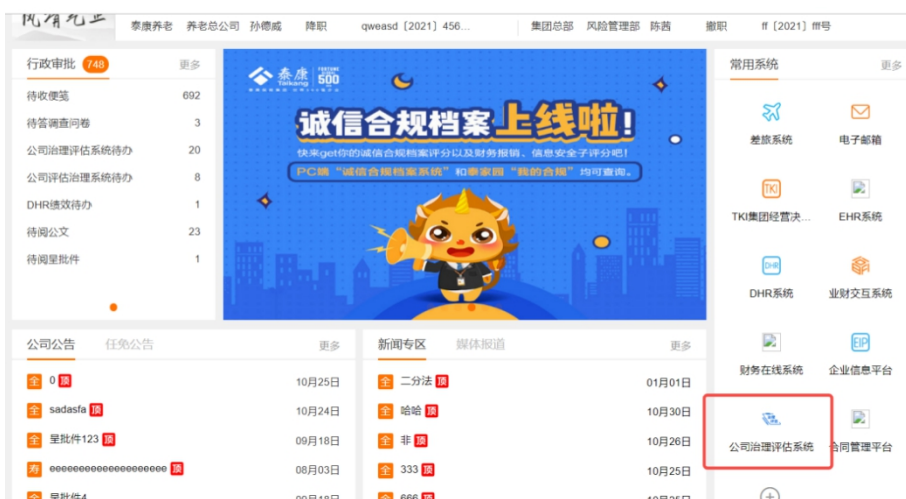 泰康养老 养老总公司 孙德威 降职 qweasd [2021] 456... 集团总部 风险管理部 陈茜 撤职 ff [2021] fff号
行政审批 748 更多
待收便笺 692
待答调查问卷 3
公司治理评估系统待办 20
公司评估治理系统待办 8
DHR绩效待办 1
待阅公文 23
待阅呈批件 1
泰康 Taikang FORTUNE 500
诚信合规档案上线啦!
快来get你的诚信合规档案评分以及财务报销、信息安全子评分吧!
PC端“诚信合规档案系统”和泰家园“我的合规”均可查询。
常用系统 更多
差旅系统 电子邮箱
TKI
TKI集团经营决... EHR系统
DHR
DHR系统 业财交互系统
EIP
财务在线系统 企业信息平台
公司治理评估系统 合同管理平台
公司公告 任免公告 更多
全 0 顶 10月25日
全 sadasfa 顶 10月24日
全 呈批件123 顶 09月18日
寿 eeeeeeeeeeeeeeeeeeee 顶 08月03日
新闻专区 媒体报道 更多
全 二分法 顶 01月01日
全 哈哈 顶 10月30日
全 非 顶 10月26日
全 333 顶 10月25日